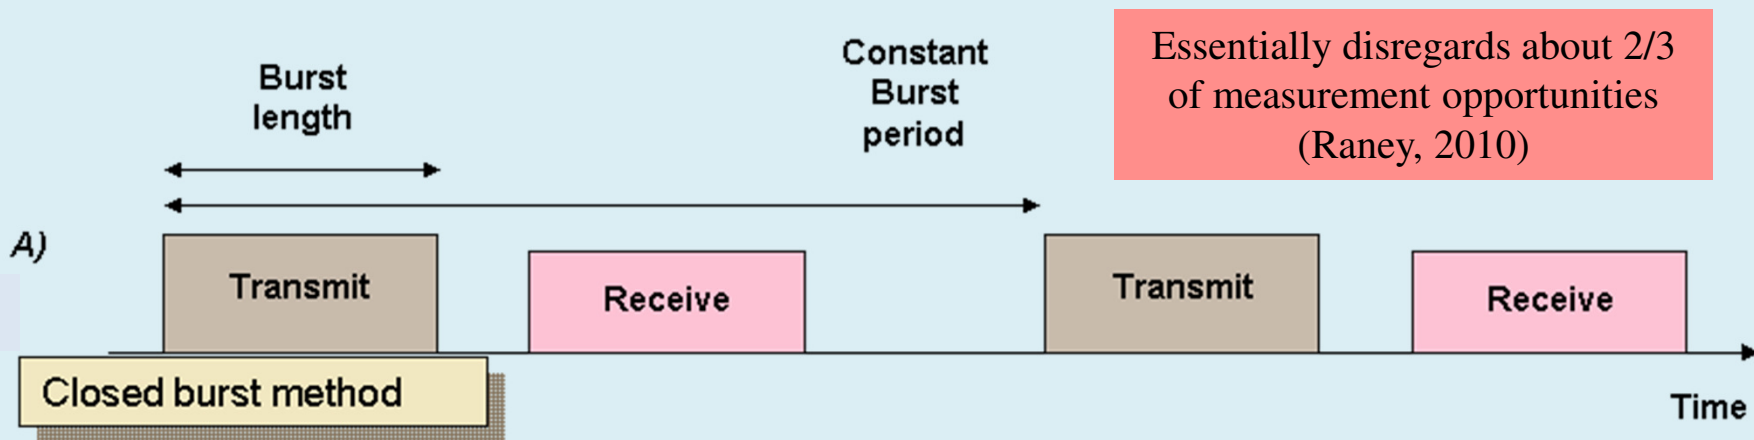 Burst
length
Constant
Burst
period
Essentially disregards about 2/3
of measurement opportunities
(Raney, 2010)
A)
Transmit
Receive
Transmit
Receive
Closed burst method
Time